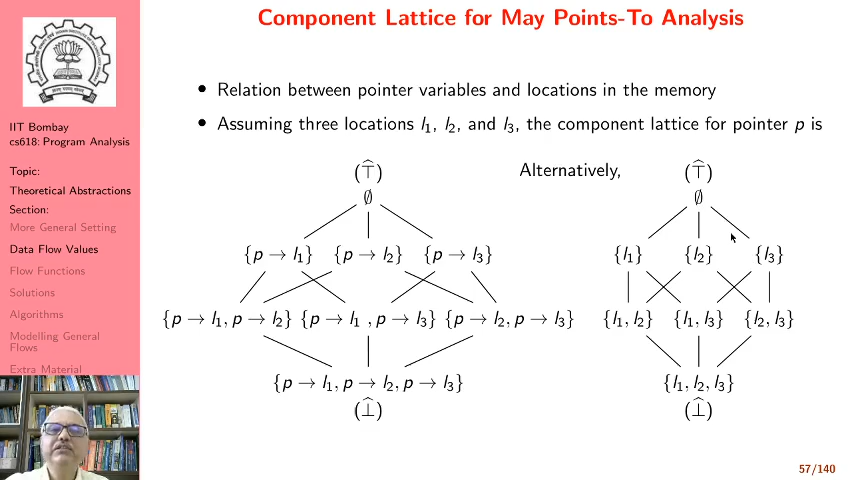 Component Lattice for May Points-To Analysis
• Relation between pointer variables and locations in the memory
• Assuming three locations l₁, l₂, and l₃, the component lattice for pointer p is
IIT Bombay
cs618: Program Analysis
Topic:
Theoretical Abstractions
Section:
More General Setting
Data Flow Values
Flow Functions
Solutions
Algorithms
Modelling General
Flows
Extra Material
(⊤̂)
∅
{p → l₁} {p → l₂} {p → l₃}
{p → l₁, p → l₂} {p → l₁ , p → l₃} {p → l₂, p → l₃}
{p → l₁, p → l₂, p → l₃}
(⊥̂)
Alternatively,
(⊤̂)
∅
{l₁} {l₂} {l₃}
{l₁, l₂} {l₁, l₃} {l₂, l₃}
{l₁, l₂, l₃}
(⊥̂)
57/140